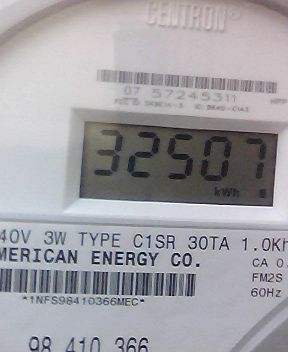 CENTRON®
07 57245311
32507
kWh
40V 3W TYPE C1SR 30TA 1.0Kh
MERICAN ENERGY CO.
CA 0.
FM2S
60Hz
*1NFS98410366MEC*
98 410 366